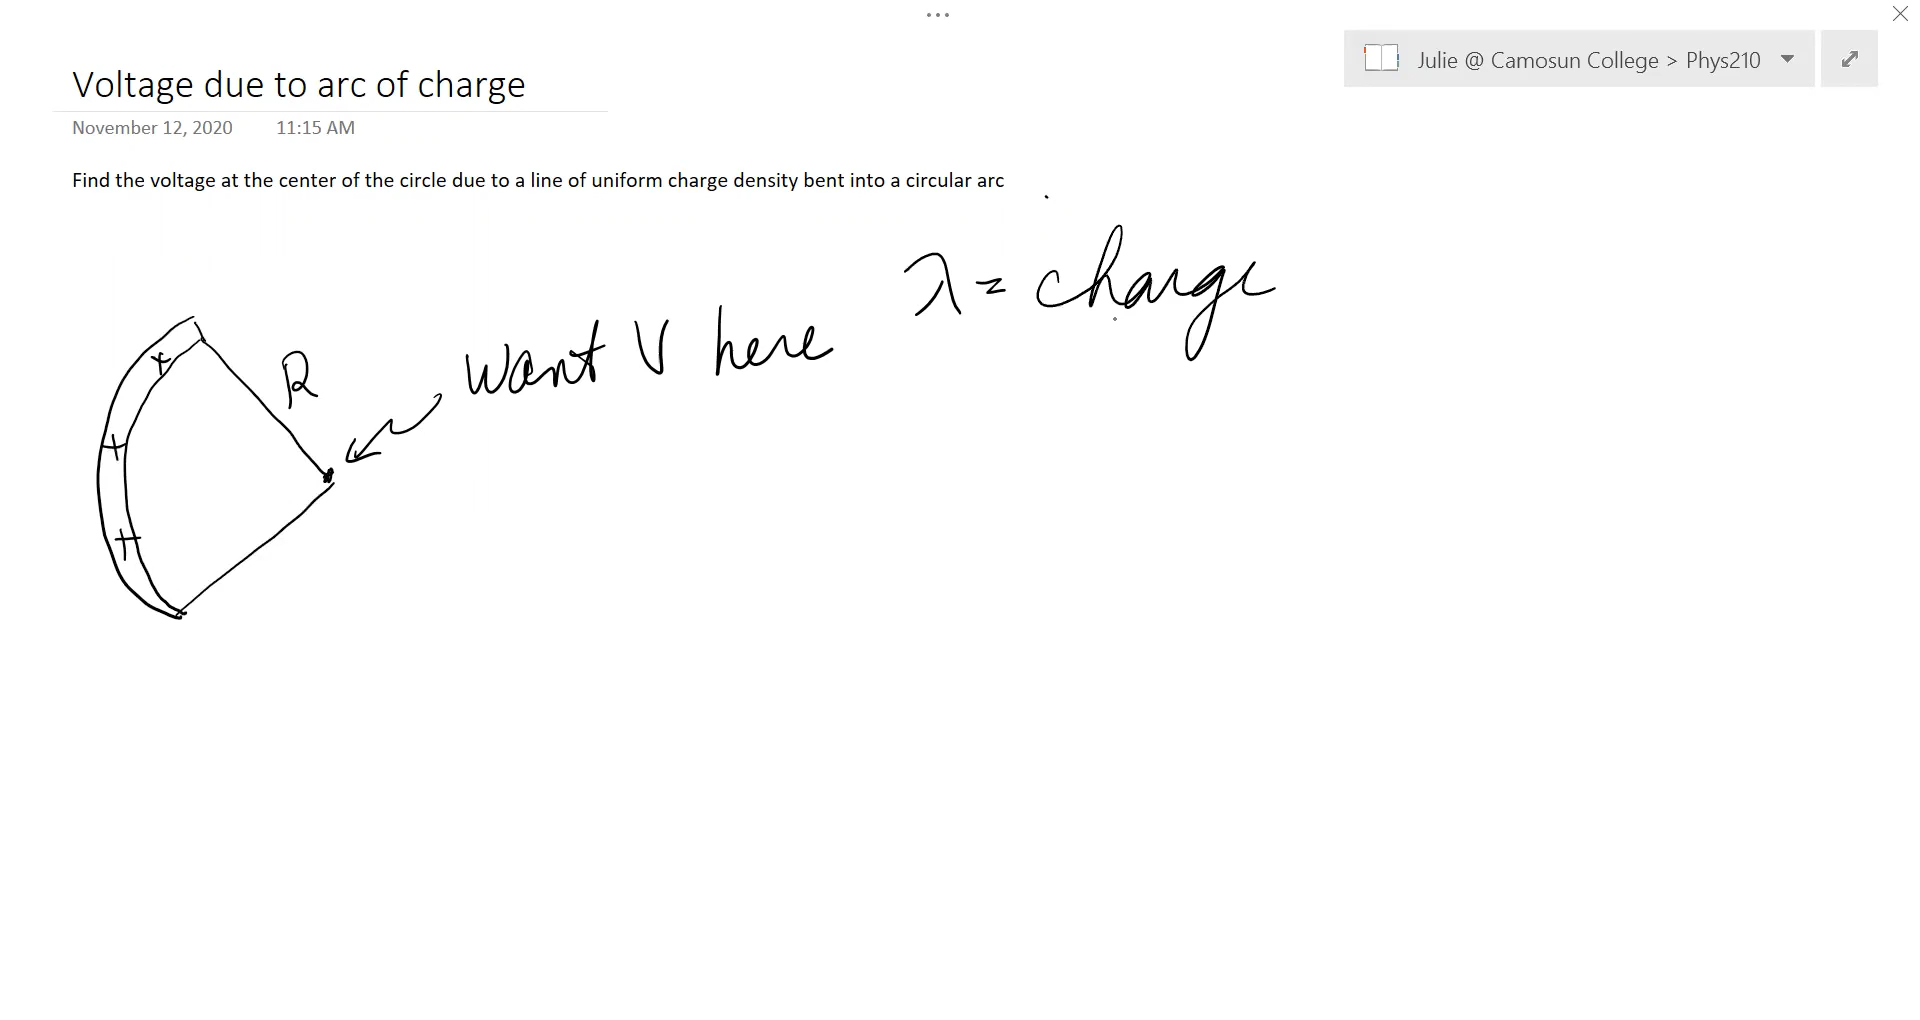 Julie @ Camosun College > Phys210
Voltage due to arc of charge
November 12, 2020 11:15 AM
Find the voltage at the center of the circle due to a line of uniform charge density bent into a circular arc
λ = charge
want V here
R
+
+
+